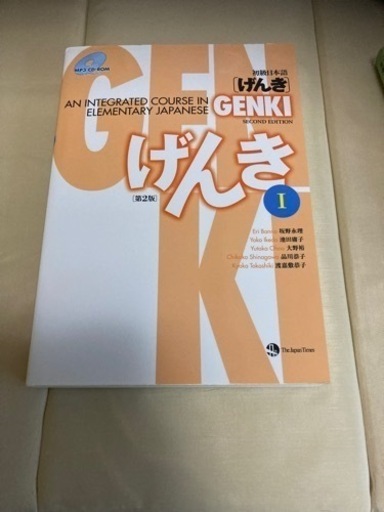 MP3 CD-ROM
初級日本語
[げんき]
AN INTEGRATED COURSE IN
ELEMENTARY JAPANESE
GENKI
SECOND EDITION
GEN
KI
げんき
[第2版]
I
Eri Banno 坂野永理
Yoko Ikeda 池田庸子
Yutaka Ohno 大野裕
Chikako Shinagawa 品川恭子
Kyoko Tokashiki 渡嘉敷恭子
The Japan Times